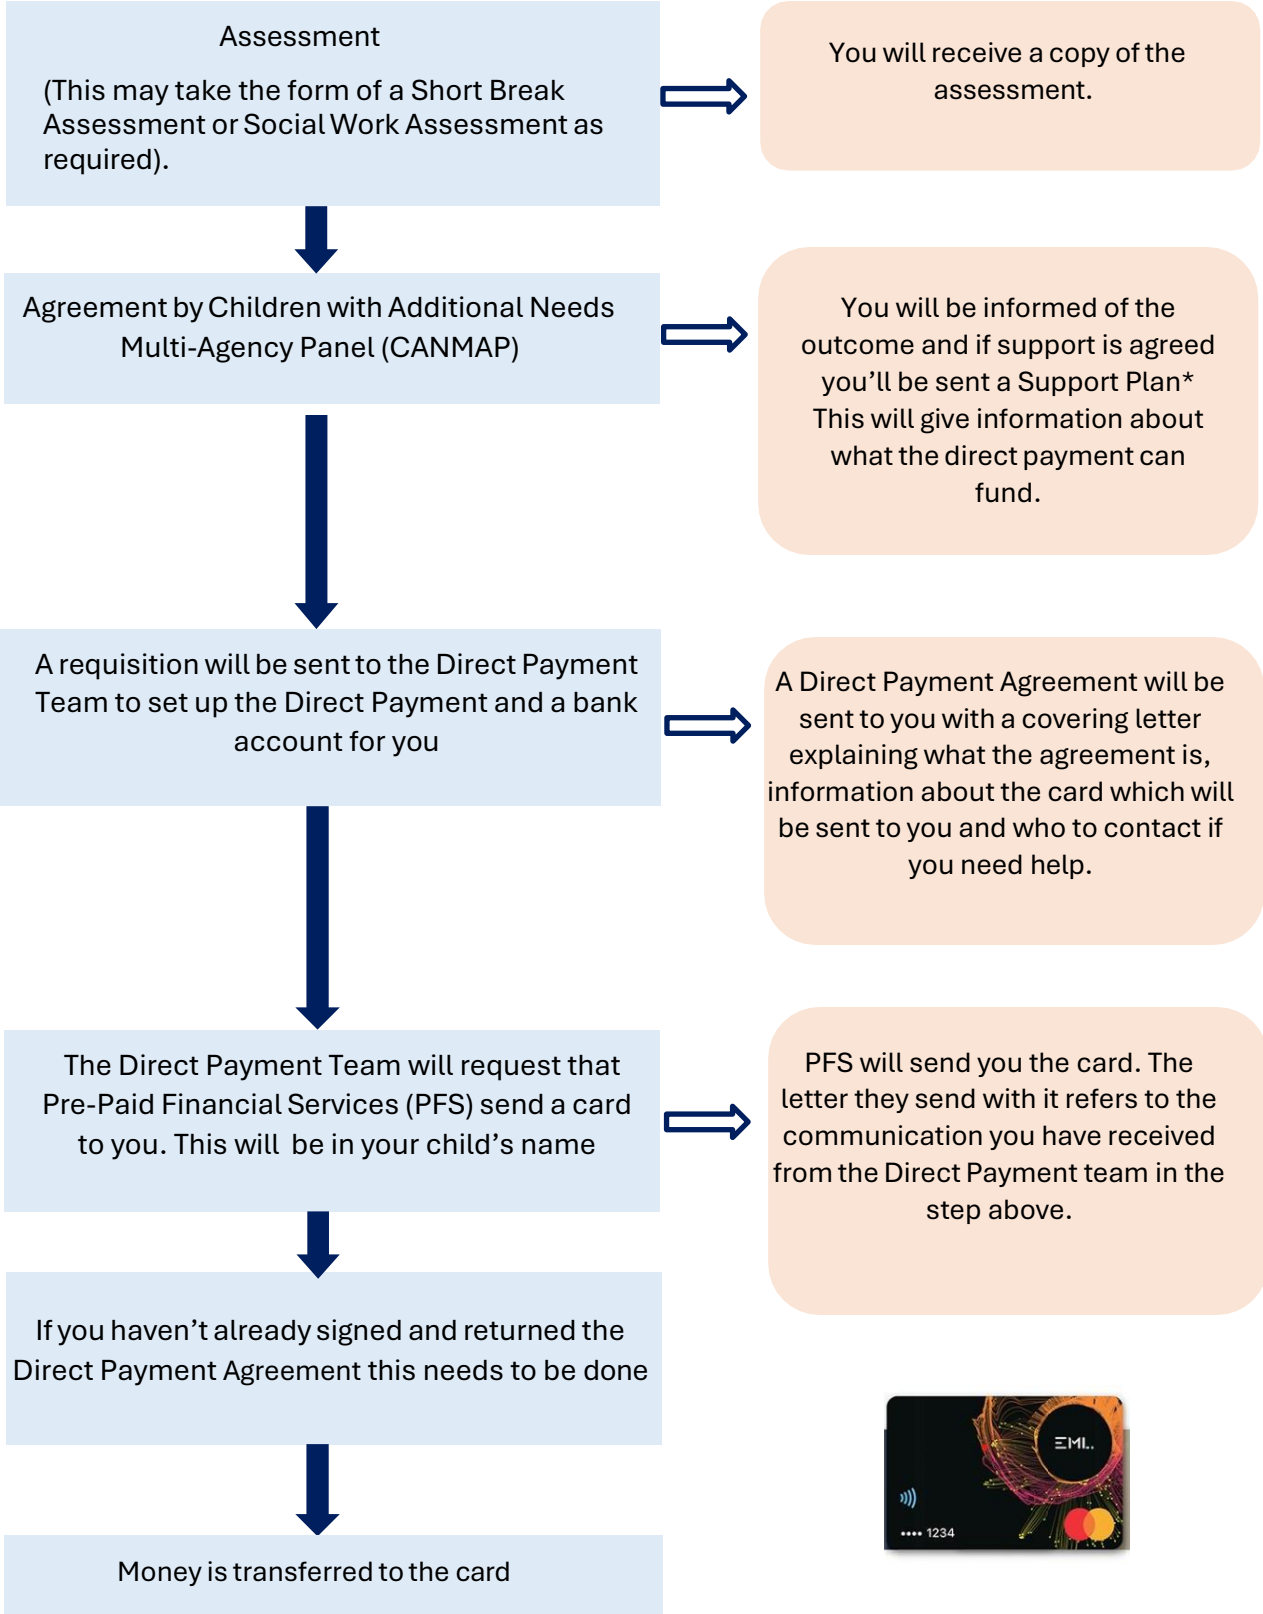 Assessment
(This may take the form of a Short Break
Assessment or Social Work Assessment as
required).
You will receive a copy of the
assessment.
Agreement by Children with Additional Needs
Multi-Agency Panel (CANMAP)
You will be informed of the
outcome and if support is agreed
you’ll be sent a Support Plan*
This will give information about
what the direct payment can
fund.
A requisition will be sent to the Direct Payment
Team to set up the Direct Payment and a bank
account for you
A Direct Payment Agreement will be
sent to you with a covering letter
explaining what the agreement is,
information about the card which will
be sent to you and who to contact if
you need help.
The Direct Payment Team will request that
Pre-Paid Financial Services (PFS) send a card
to you. This will be in your child’s name
PFS will send you the card. The
letter they send with it refers to the
communication you have received
from the Direct Payment team in the
step above.
If you haven’t already signed and returned the
Direct Payment Agreement this needs to be done
EML.
•••• 1234
Money is transferred to the card